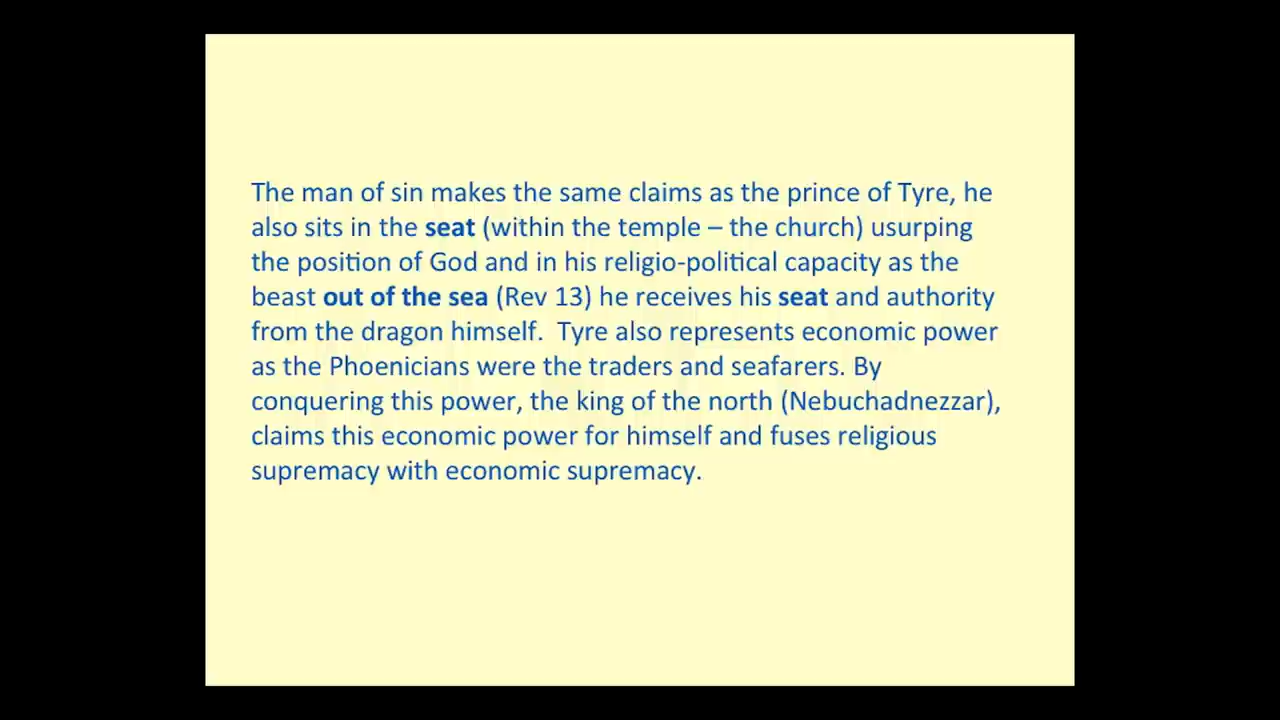 The man of sin makes the same claims as the prince of Tyre, he
also sits in the seat (within the temple – the church) usurping
the position of God and in his religio-political capacity as the
beast out of the sea (Rev 13) he receives his seat and authority
from the dragon himself.  Tyre also represents economic power
as the Phoenicians were the traders and seafarers. By
conquering this power, the king of the north (Nebuchadnezzar),
claims this economic power for himself and fuses religious
supremacy with economic supremacy.